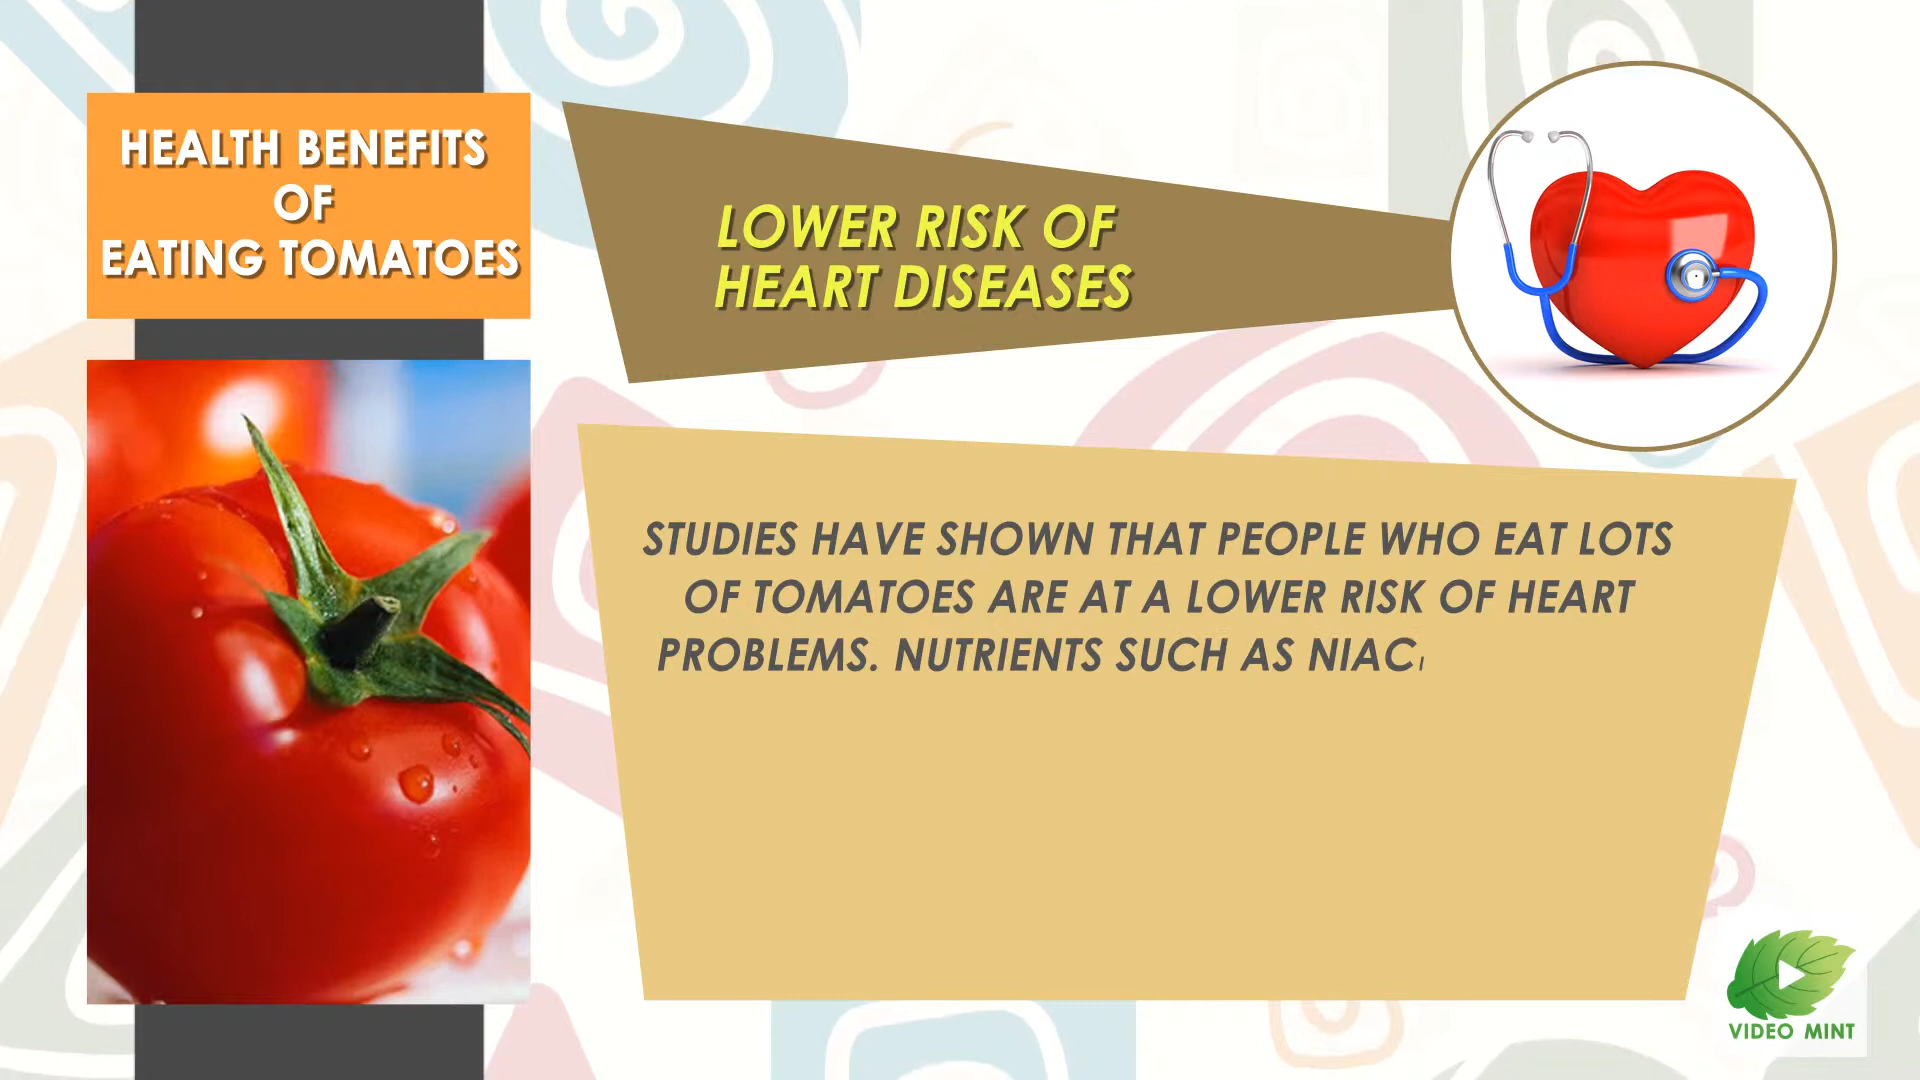 HEALTH BENEFITS
OF
EATING TOMATOES
LOWER RISK OF
HEART DISEASES
STUDIES HAVE SHOWN THAT PEOPLE WHO EAT LOTS
OF TOMATOES ARE AT A LOWER RISK OF HEART
PROBLEMS. NUTRIENTS SUCH AS NIACI
VIDEO MINT